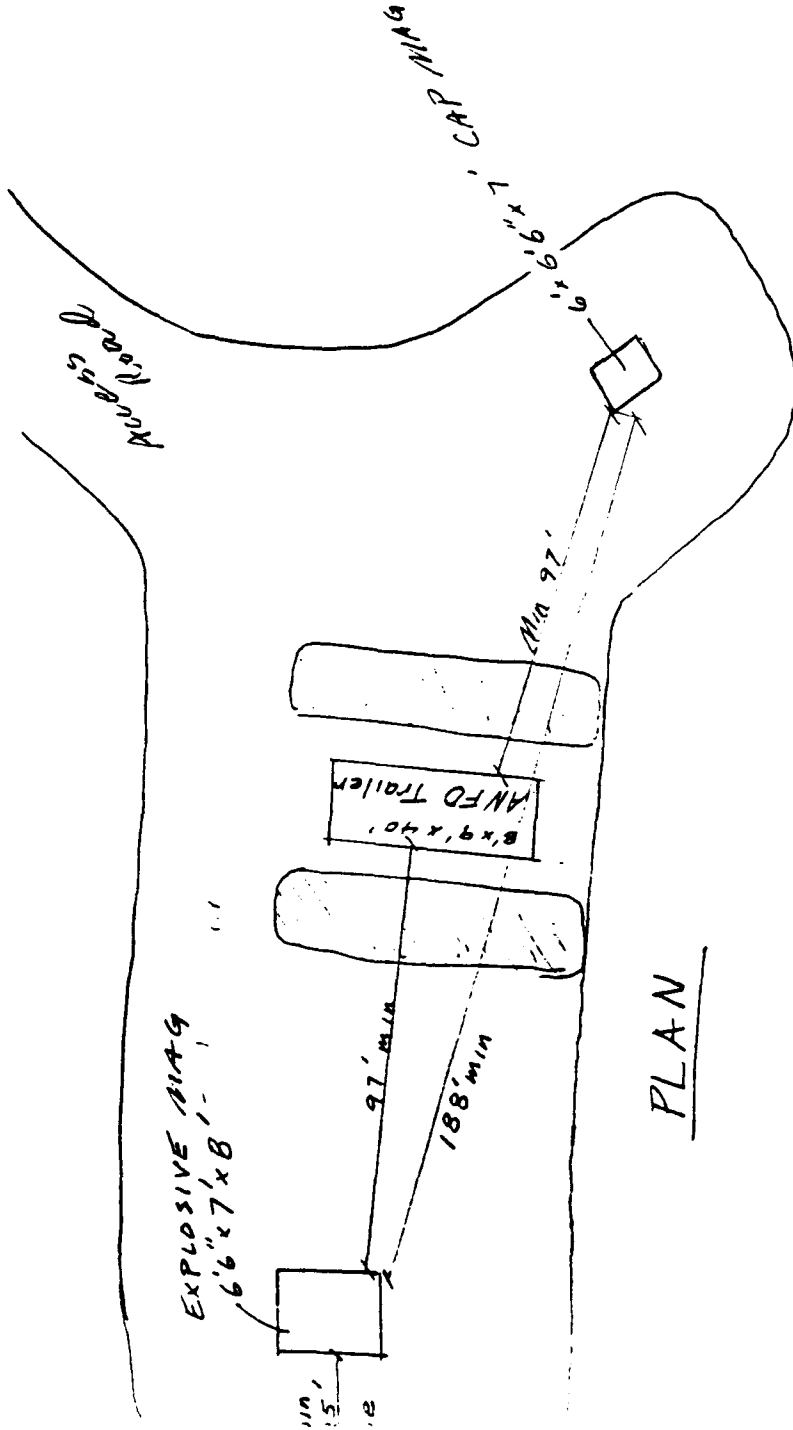 Access
Road
6' x 6'6" x 7' CAP MAG
Min 97'
8' x 9' x 40'
ANFO Trailer
EXPLOSIVE MAG
6'6" x 7' x 8'
97' min
188' min
PLAN